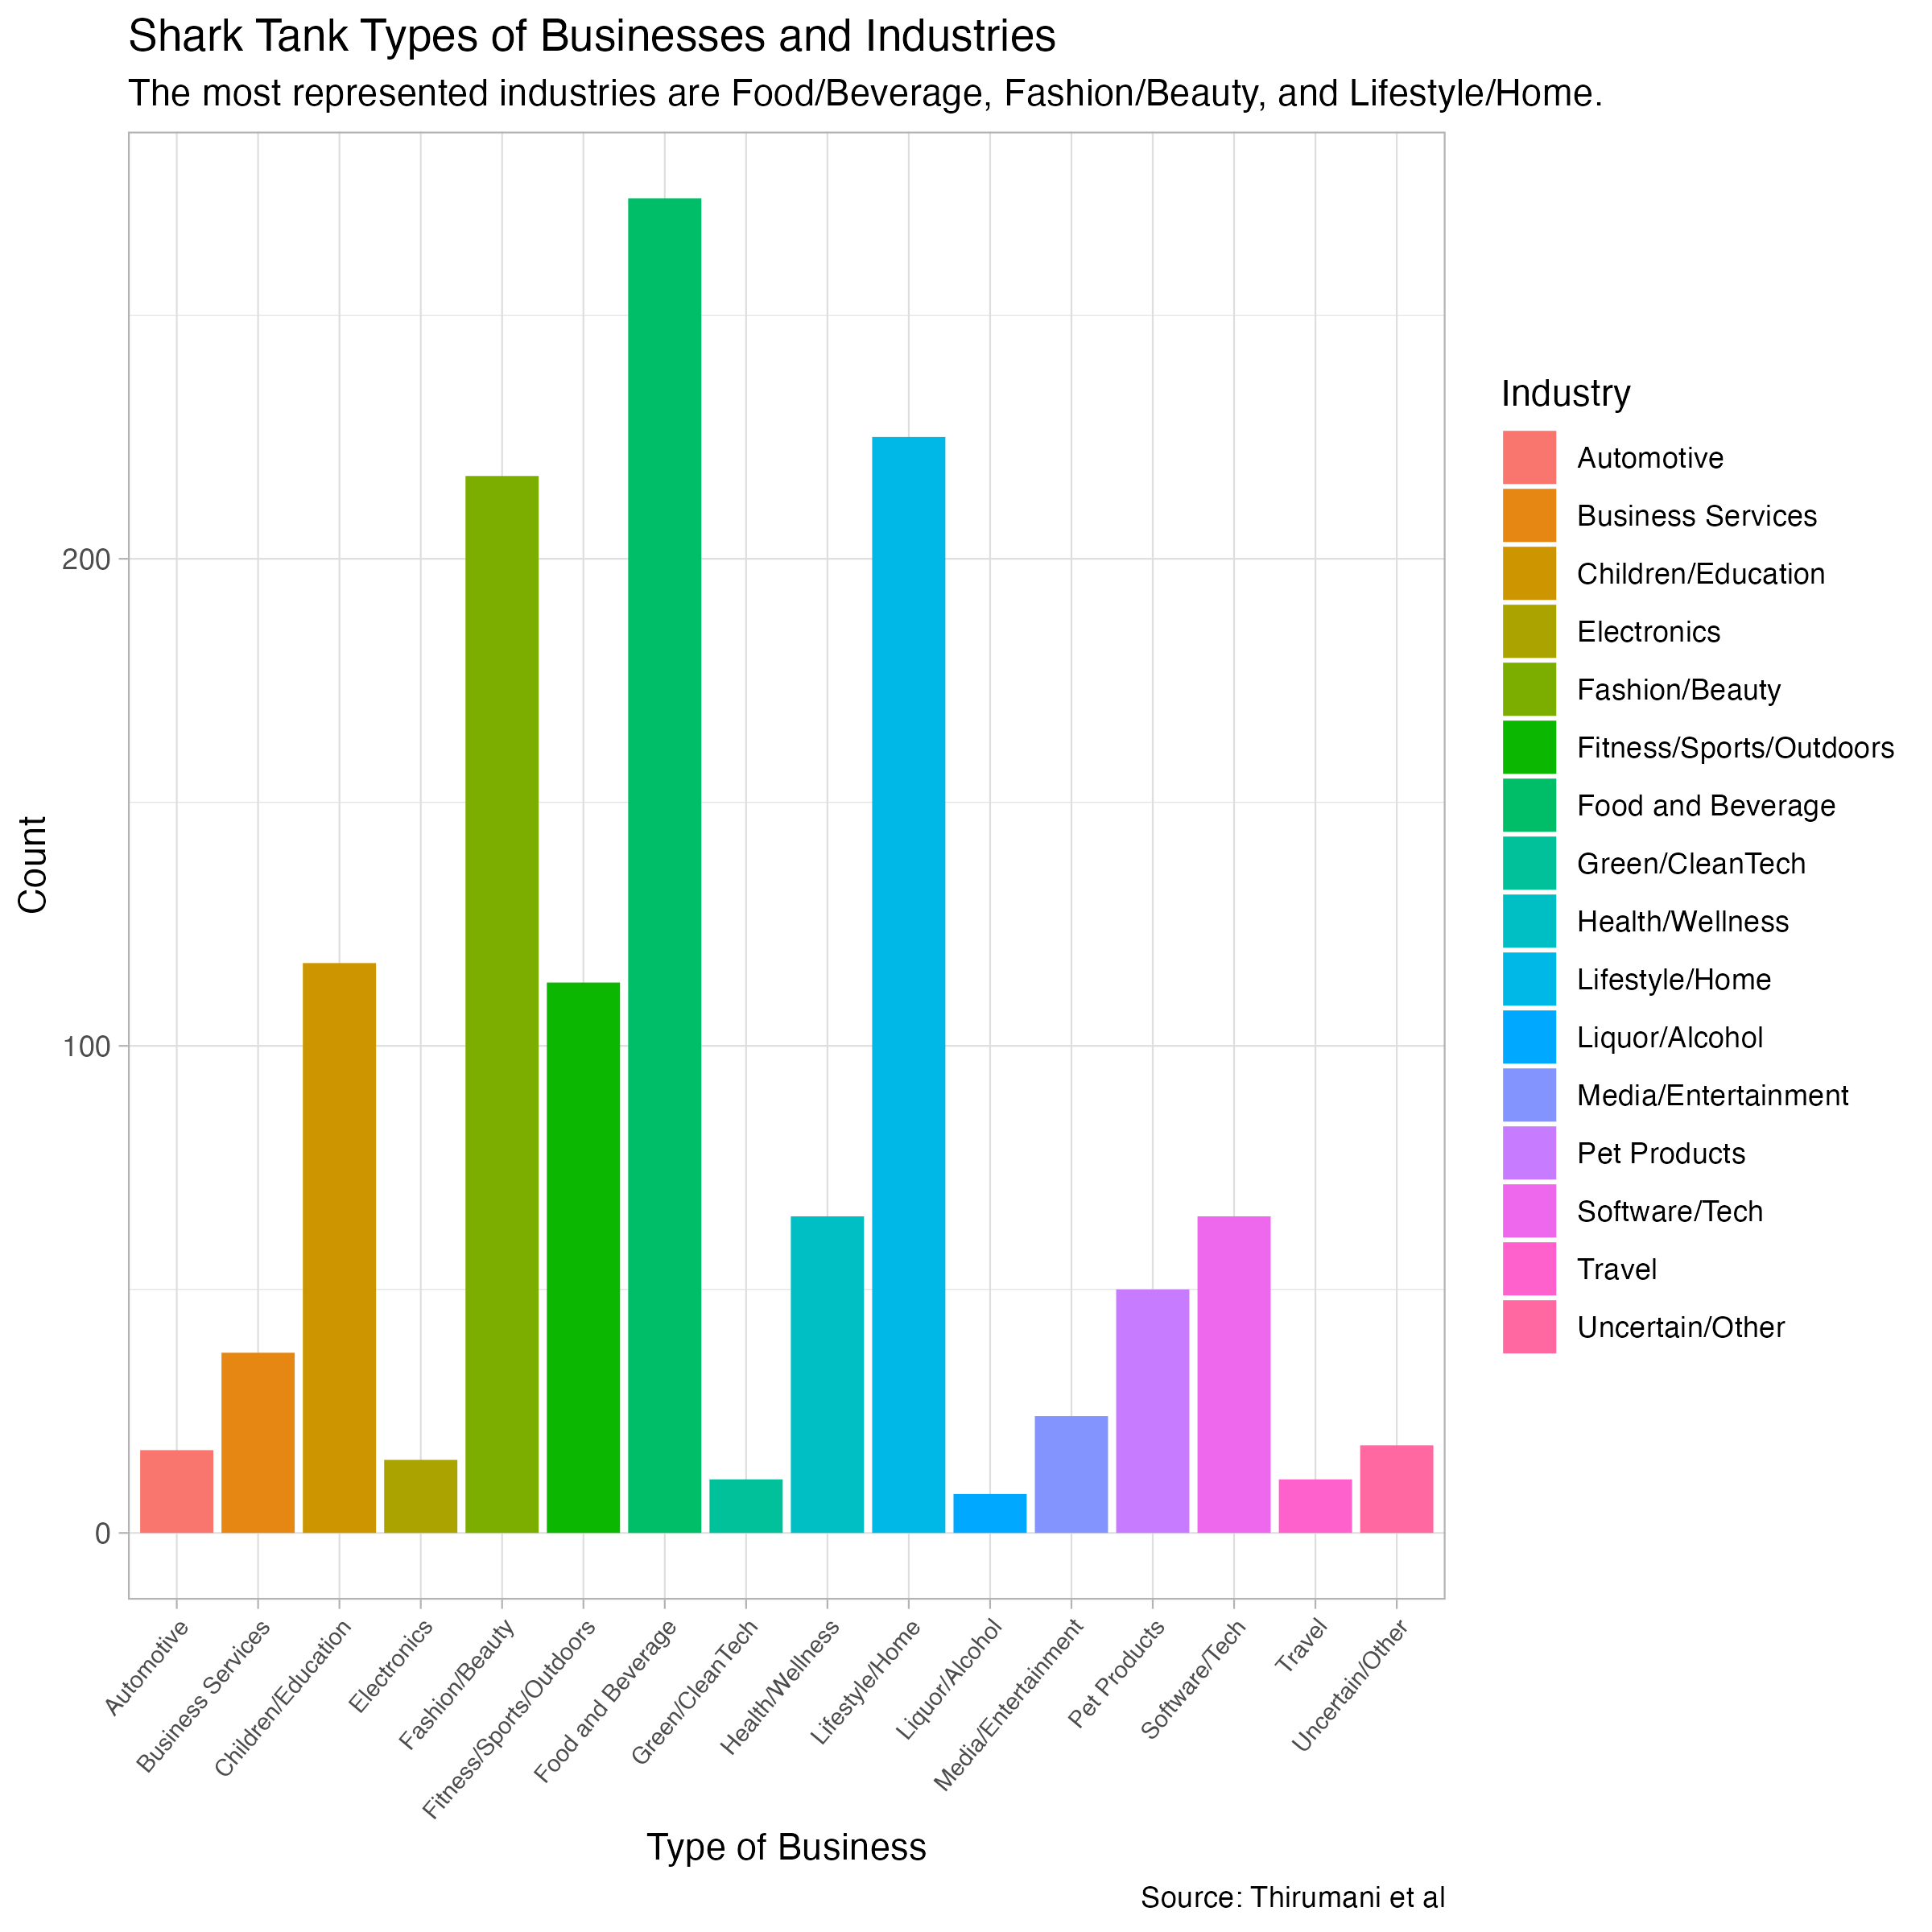 Shark Tank Types of Businesses and Industries
The most represented industries are Food/Beverage, Fashion/Beauty, and Lifestyle/Home.
Count
200
100
0
Automotive
Business Services
Children/Education
Electronics
Fashion/Beauty
Fitness/Sports/Outdoors
Food and Beverage
Green/CleanTech
Health/Wellness
Lifestyle/Home
Liquor/Alcohol
Media/Entertainment
Pet Products
Software/Tech
Travel
Uncertain/Other
Type of Business
Industry
Automotive
Business Services
Children/Education
Electronics
Fashion/Beauty
Fitness/Sports/Outdoors
Food and Beverage
Green/CleanTech
Health/Wellness
Lifestyle/Home
Liquor/Alcohol
Media/Entertainment
Pet Products
Software/Tech
Travel
Uncertain/Other
Source: Thirumani et al